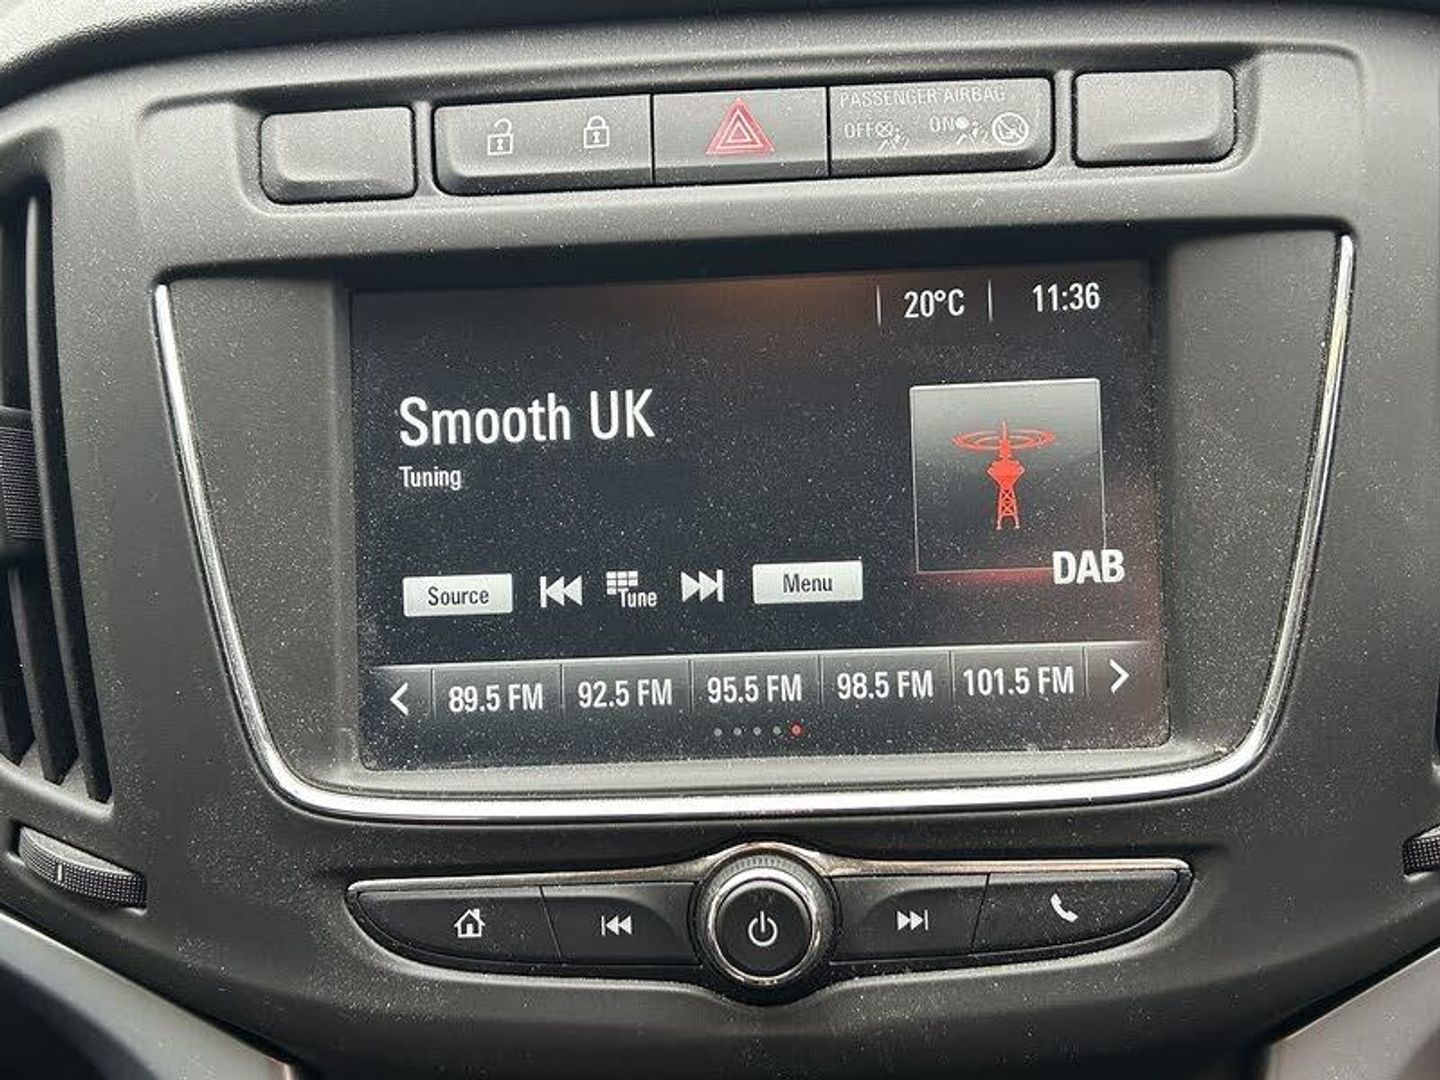 PASSENGER AIRBAG
OFF ON
20°C 11:36
Smooth UK
Tuning
DAB
Source Tune Menu
89.5 FM 92.5 FM 95.5 FM 98.5 FM 101.5 FM